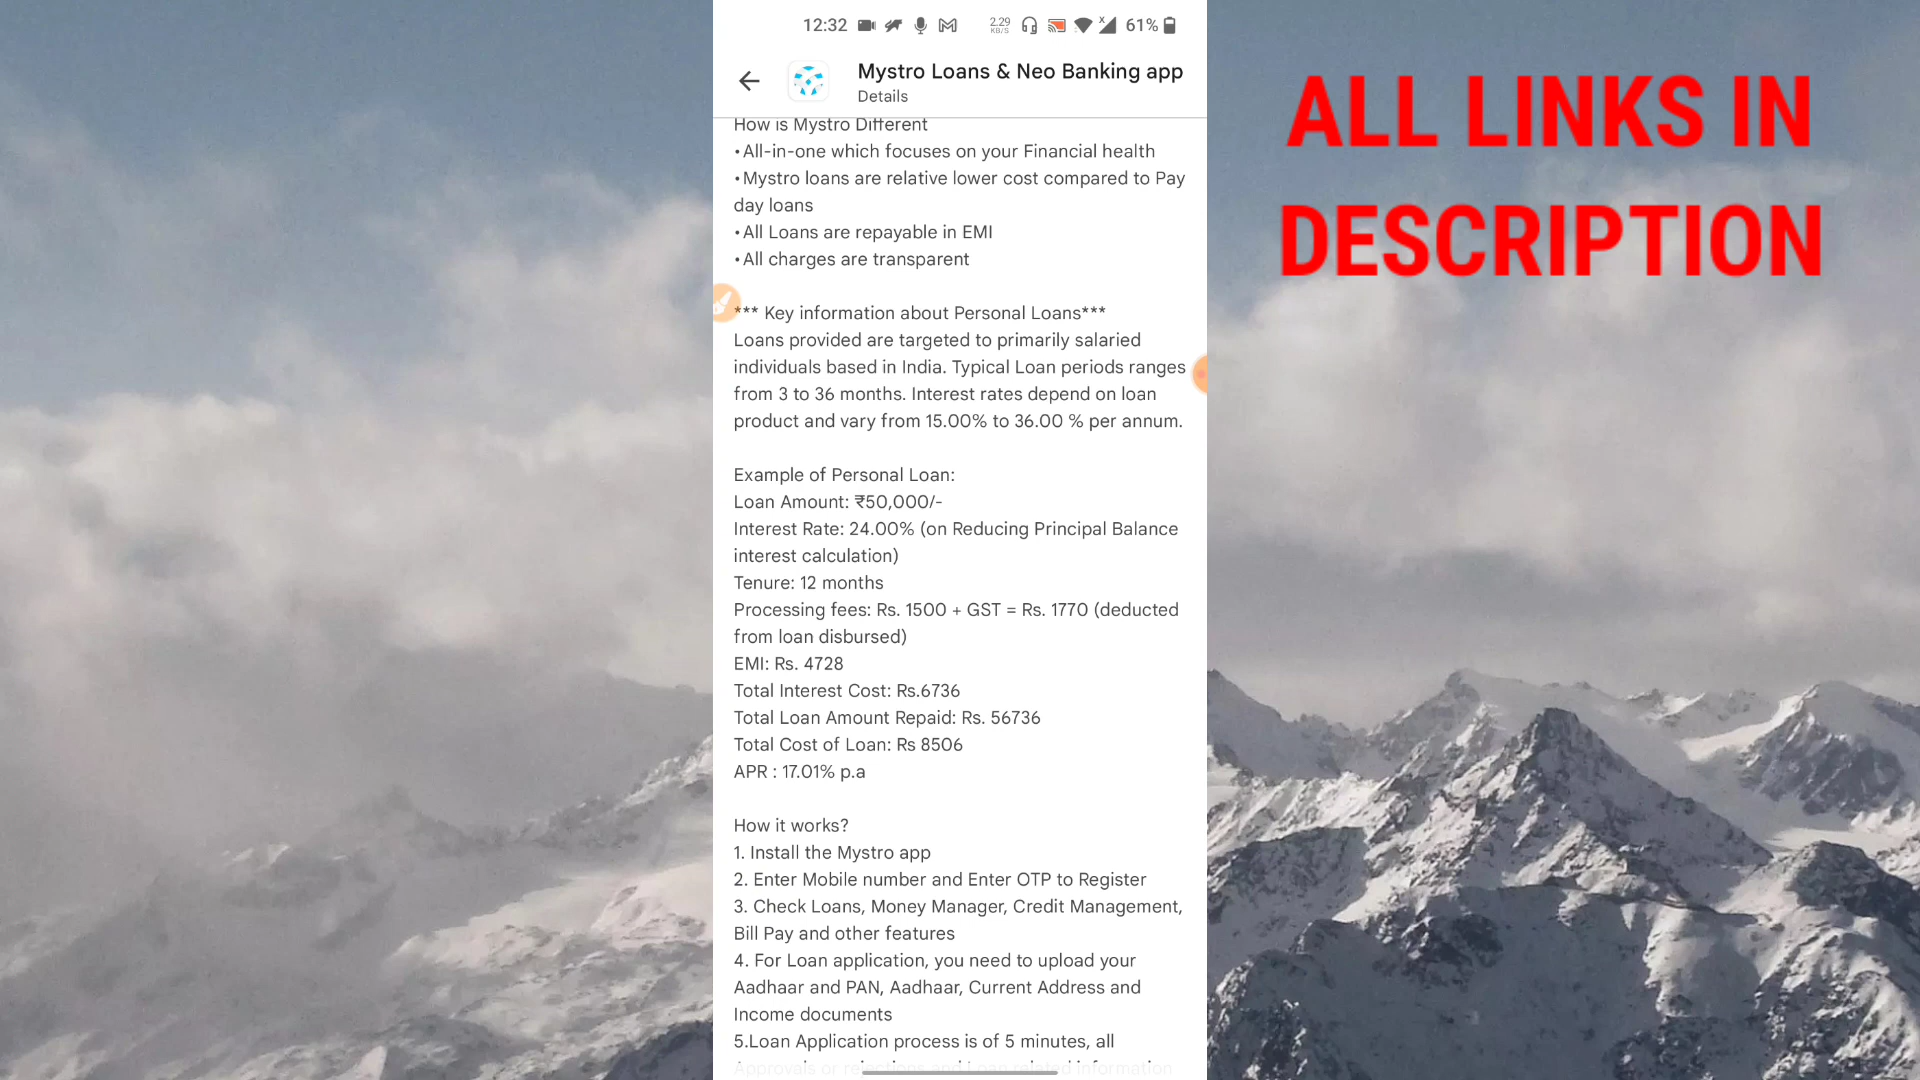 12:32
2.29
KB/S
X
61%
Mystro Loans & Neo Banking app
Details
How is Mystro Different
•All-in-one which focuses on your Financial health
•Mystro loans are relative lower cost compared to Pay
day loans
•All Loans are repayable in EMI
•All charges are transparent
*** Key information about Personal Loans***
Loans provided are targeted to primarily salaried
individuals based in India. Typical Loan periods ranges
from 3 to 36 months. Interest rates depend on loan
product and vary from 15.00% to 36.00 % per annum.
Example of Personal Loan:
Loan Amount: ₹50,000/-
Interest Rate: 24.00% (on Reducing Principal Balance
interest calculation)
Tenure: 12 months
Processing fees: Rs. 1500 + GST = Rs. 1770 (deducted
from loan disbursed)
EMI: Rs. 4728
Total Interest Cost: Rs.6736
Total Loan Amount Repaid: Rs. 56736
Total Cost of Loan: Rs 8506
APR : 17.01% p.a
How it works?
1. Install the Mystro app
2. Enter Mobile number and Enter OTP to Register
3. Check Loans, Money Manager, Credit Management,
Bill Pay and other features
4. For Loan application, you need to upload your
Aadhaar and PAN, Aadhaar, Current Address and
Income documents
5.Loan Application process is of 5 minutes, all
Approvals or rejections and Loan related information
ALL LINKS IN
DESCRIPTION